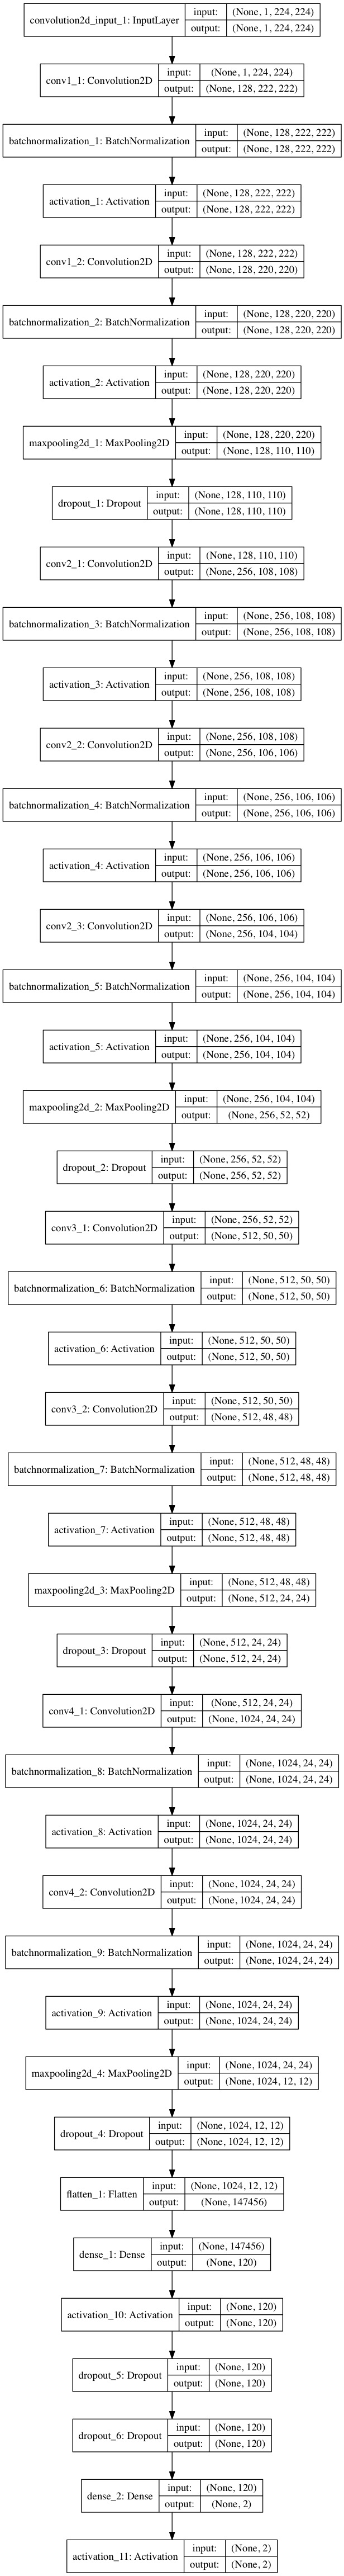 convolution2d_input_1: InputLayer
input: (None, 1, 224, 224)
output: (None, 1, 224, 224)
conv1_1: Convolution2D
input: (None, 1, 224, 224)
output: (None, 128, 222, 222)
batchnormalization_1: BatchNormalization
input: (None, 128, 222, 222)
output: (None, 128, 222, 222)
activation_1: Activation
input: (None, 128, 222, 222)
output: (None, 128, 222, 222)
conv1_2: Convolution2D
input: (None, 128, 222, 222)
output: (None, 128, 220, 220)
batchnormalization_2: BatchNormalization
input: (None, 128, 220, 220)
output: (None, 128, 220, 220)
activation_2: Activation
input: (None, 128, 220, 220)
output: (None, 128, 220, 220)
maxpooling2d_1: MaxPooling2D
input: (None, 128, 220, 220)
output: (None, 128, 110, 110)
dropout_1: Dropout
input: (None, 128, 110, 110)
output: (None, 128, 110, 110)
conv2_1: Convolution2D
input: (None, 128, 110, 110)
output: (None, 256, 108, 108)
batchnormalization_3: BatchNormalization
input: (None, 256, 108, 108)
output: (None, 256, 108, 108)
activation_3: Activation
input: (None, 256, 108, 108)
output: (None, 256, 108, 108)
conv2_2: Convolution2D
input: (None, 256, 108, 108)
output: (None, 256, 106, 106)
batchnormalization_4: BatchNormalization
input: (None, 256, 106, 106)
output: (None, 256, 106, 106)
activation_4: Activation
input: (None, 256, 106, 106)
output: (None, 256, 106, 106)
conv2_3: Convolution2D
input: (None, 256, 106, 106)
output: (None, 256, 104, 104)
batchnormalization_5: BatchNormalization
input: (None, 256, 104, 104)
output: (None, 256, 104, 104)
activation_5: Activation
input: (None, 256, 104, 104)
output: (None, 256, 104, 104)
maxpooling2d_2: MaxPooling2D
input: (None, 256, 104, 104)
output: (None, 256, 52, 52)
dropout_2: Dropout
input: (None, 256, 52, 52)
output: (None, 256, 52, 52)
conv3_1: Convolution2D
input: (None, 256, 52, 52)
output: (None, 512, 50, 50)
batchnormalization_6: BatchNormalization
input: (None, 512, 50, 50)
output: (None, 512, 50, 50)
activation_6: Activation
input: (None, 512, 50, 50)
output: (None, 512, 50, 50)
conv3_2: Convolution2D
input: (None, 512, 50, 50)
output: (None, 512, 48, 48)
batchnormalization_7: BatchNormalization
input: (None, 512, 48, 48)
output: (None, 512, 48, 48)
activation_7: Activation
input: (None, 512, 48, 48)
output: (None, 512, 48, 48)
maxpooling2d_3: MaxPooling2D
input: (None, 512, 48, 48)
output: (None, 512, 24, 24)
dropout_3: Dropout
input: (None, 512, 24, 24)
output: (None, 512, 24, 24)
conv4_1: Convolution2D
input: (None, 512, 24, 24)
output: (None, 1024, 24, 24)
batchnormalization_8: BatchNormalization
input: (None, 1024, 24, 24)
output: (None, 1024, 24, 24)
activation_8: Activation
input: (None, 1024, 24, 24)
output: (None, 1024, 24, 24)
conv4_2: Convolution2D
input: (None, 1024, 24, 24)
output: (None, 1024, 24, 24)
batchnormalization_9: BatchNormalization
input: (None, 1024, 24, 24)
output: (None, 1024, 24, 24)
activation_9: Activation
input: (None, 1024, 24, 24)
output: (None, 1024, 24, 24)
maxpooling2d_4: MaxPooling2D
input: (None, 1024, 24, 24)
output: (None, 1024, 12, 12)
dropout_4: Dropout
input: (None, 1024, 12, 12)
output: (None, 1024, 12, 12)
flatten_1: Flatten
input: (None, 1024, 12, 12)
output: (None, 147456)
dense_1: Dense
input: (None, 147456)
output: (None, 120)
activation_10: Activation
input: (None, 120)
output: (None, 120)
dropout_5: Dropout
input: (None, 120)
output: (None, 120)
dropout_6: Dropout
input: (None, 120)
output: (None, 120)
dense_2: Dense
input: (None, 120)
output: (None, 2)
activation_11: Activation
input: (None, 2)
output: (None, 2)